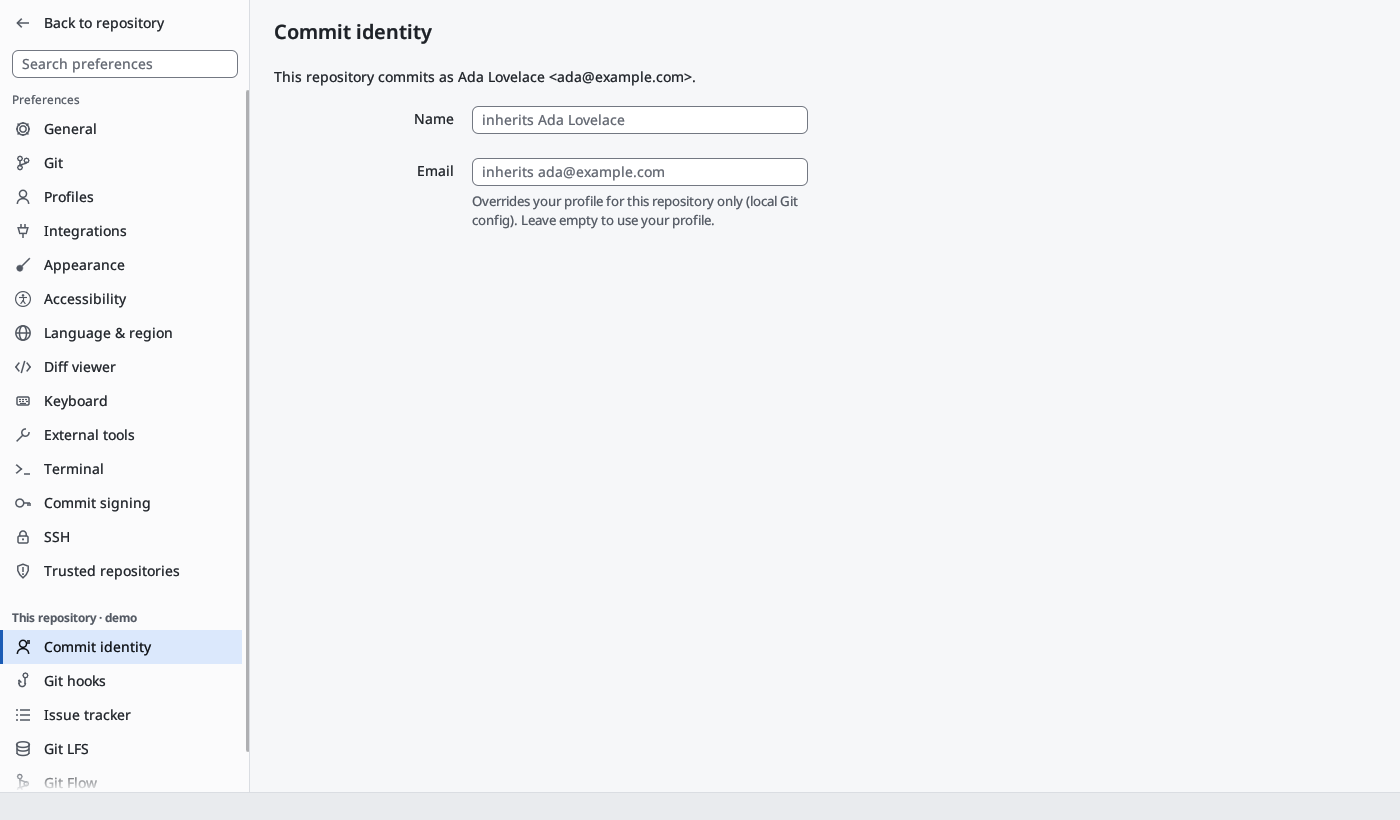 Back to repository
Search preferences
Preferences
General
Git
Profiles
Integrations
Appearance
Accessibility
Language & region
Diff viewer
Keyboard
External tools
Terminal
Commit signing
SSH
Trusted repositories
This repository · demo
Commit identity
Git hooks
Issue tracker
Git LFS
Git Flow
Commit identity
This repository commits as Ada Lovelace <ada@example.com>.
Name
inherits Ada Lovelace
Email
inherits ada@example.com
Overrides your profile for this repository only (local Git
config). Leave empty to use your profile.